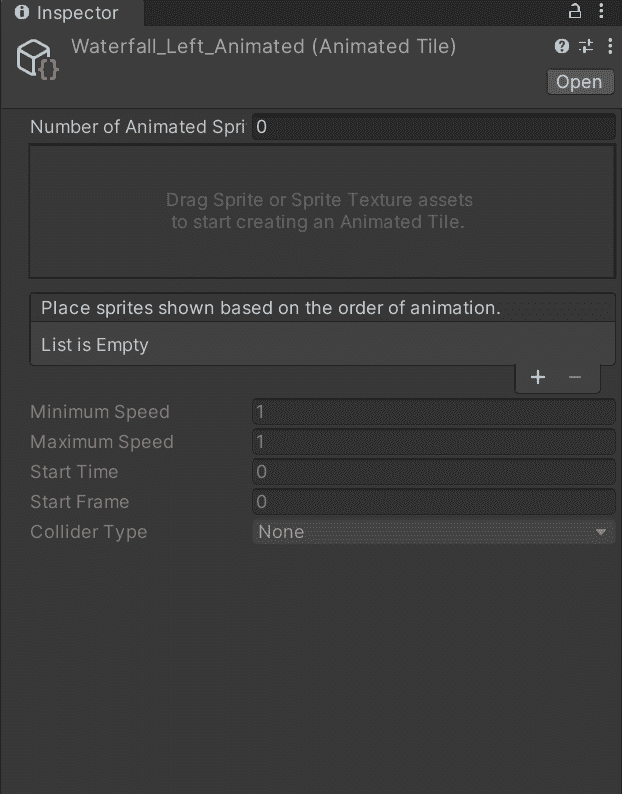 Inspector
Waterfall_Left_Animated (Animated Tile)
Open
Number of Animated Spri 0
Drag Sprite or Sprite Texture assets
to start creating an Animated Tile.
Place sprites shown based on the order of animation.
List is Empty
+ −
Minimum Speed 1
Maximum Speed 1
Start Time 0
Start Frame 0
Collider Type None